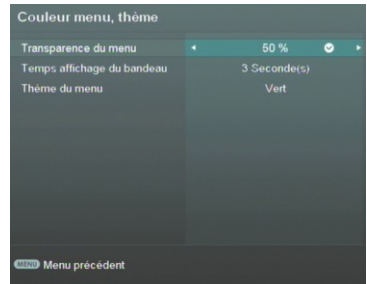 Couleur menu, thème
Transparence du menu 50 %
Temps affichage du bandeau 3 Seconde(s)
Thème du menu Vert
MENU Menu précédent